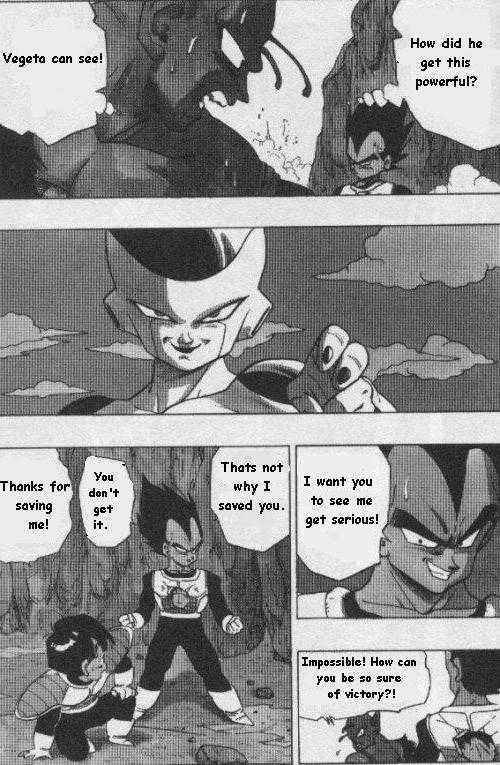 Vegeta can see!
How did he
get this
powerful?
Thanks for
saving
me!
You
don't
get
it.
Thats not
why I
saved you.
I want you
to see me
get serious!
Impossible! How can
you be so sure
of victory?!